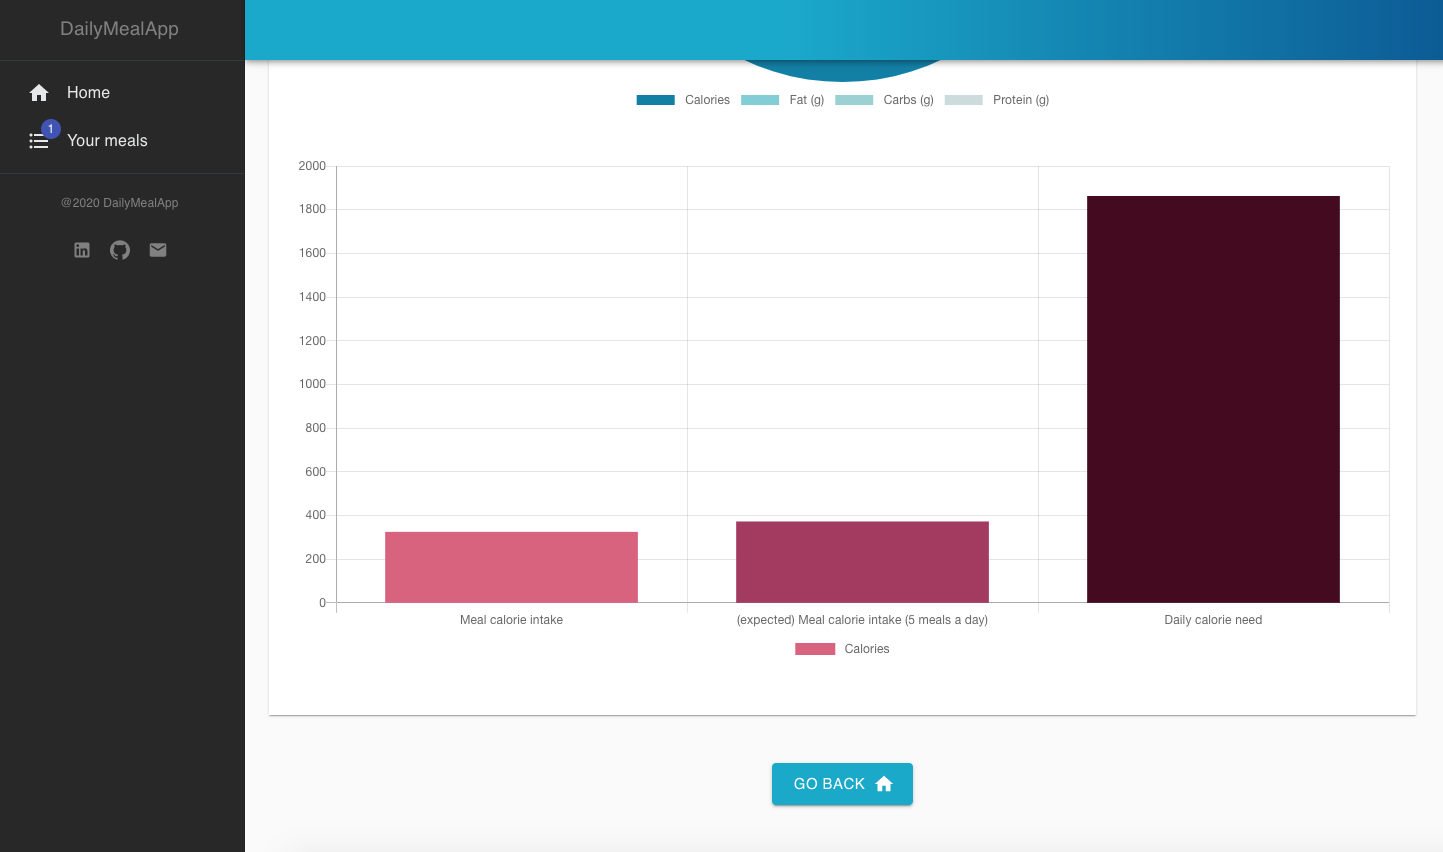 DailyMealApp
Home
1
Your meals
@2020 DailyMealApp
in
Calories Fat (g) Carbs (g) Protein (g)
2000
1800
1600
1400
1200
1000
800
600
400
200
0
Meal calorie intake (expected) Meal calorie intake (5 meals a day) Daily calorie need
Calories
GO BACK